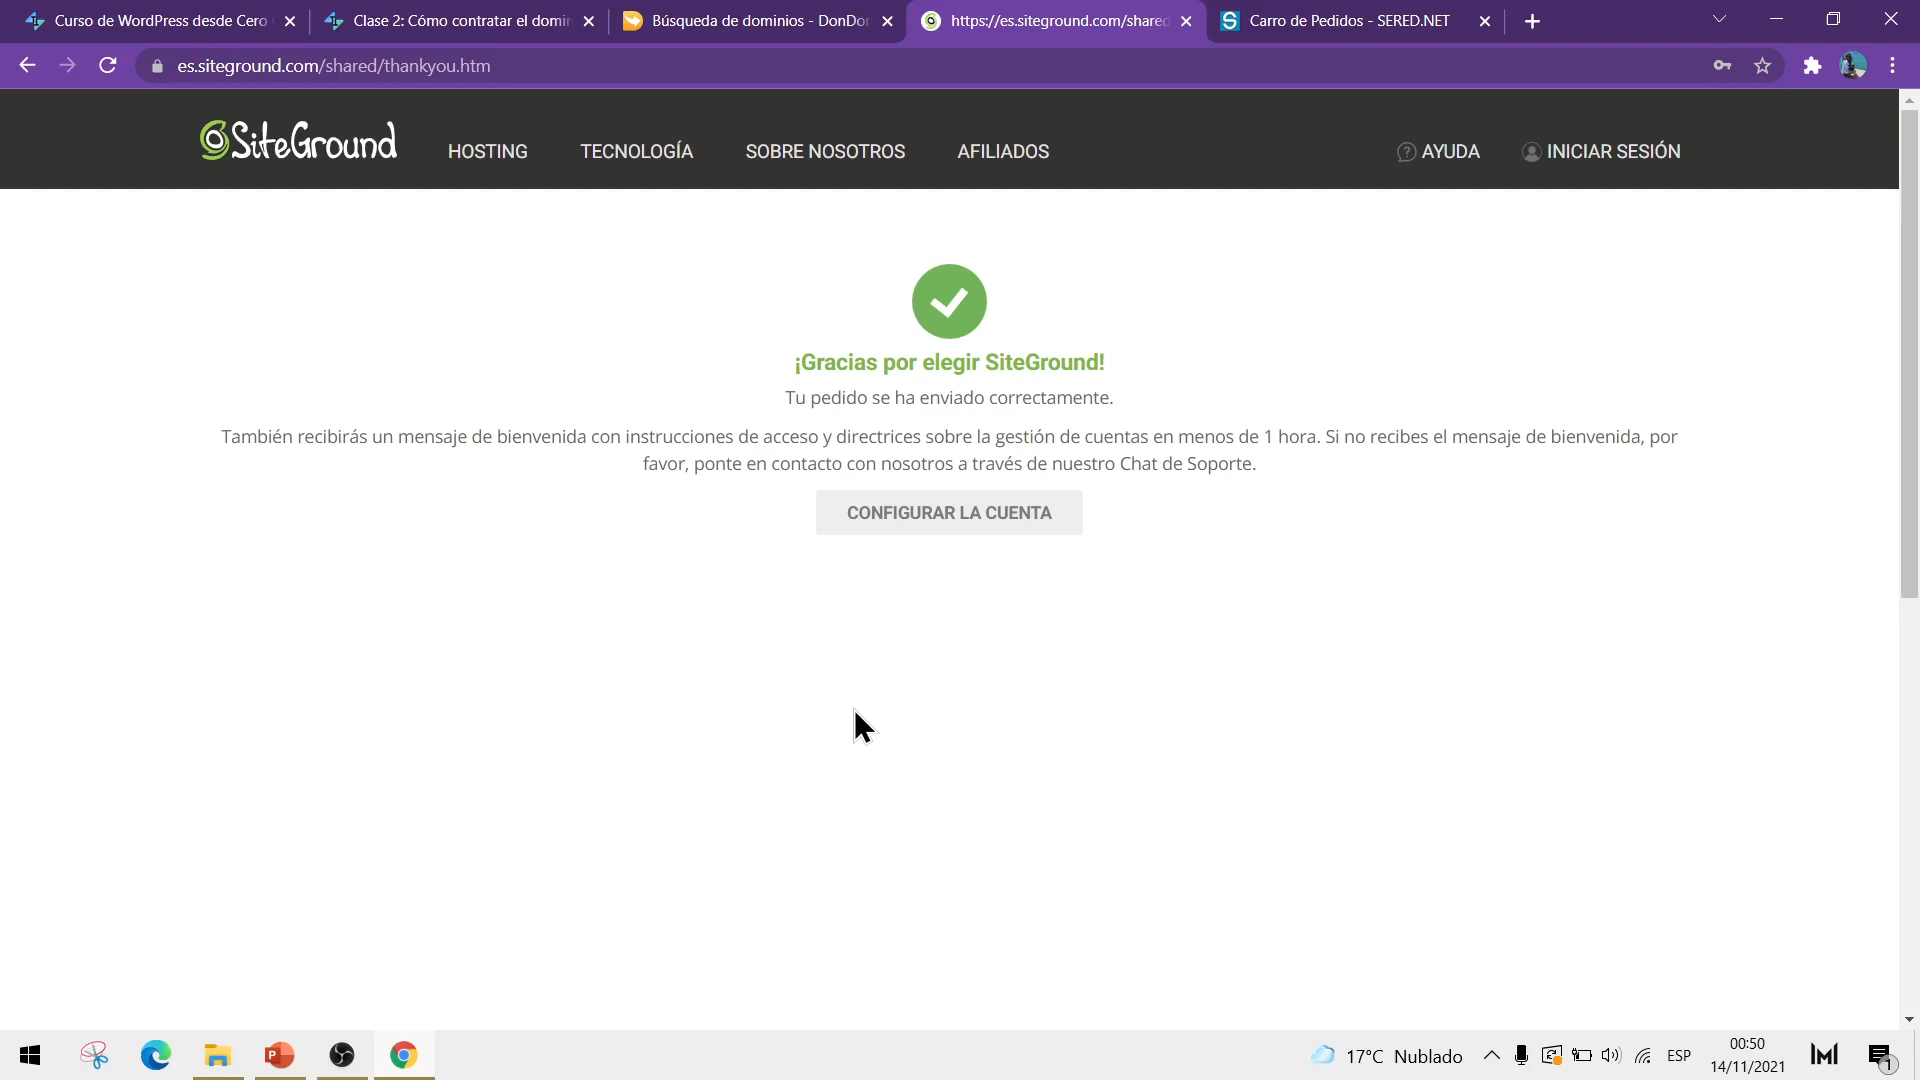 Curso de WordPress desde Cero
Clase 2: Cómo contratar el domin
Búsqueda de dominios - DonDor
https://es.siteground.com/shared
Carro de Pedidos - SERED.NET
es.siteground.com/shared/thankyou.htm
SiteGround
HOSTING
TECNOLOGÍA
SOBRE NOSOTROS
AFILIADOS
AYUDA
INICIAR SESIÓN
¡Gracias por elegir SiteGround!
Tu pedido se ha enviado correctamente.
También recibirás un mensaje de bienvenida con instrucciones de acceso y directrices sobre la gestión de cuentas en menos de 1 hora. Si no recibes el mensaje de bienvenida, por
favor, ponte en contacto con nosotros a través de nuestro Chat de Soporte.
CONFIGURAR LA CUENTA
17°C Nublado
ESP
00:50
14/11/2021
1